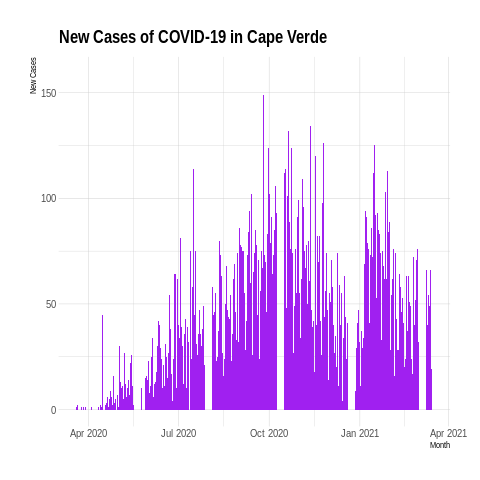 New Cases of COVID-19 in Cape Verde
New Cases
150
100
50
0
Apr 2020
Jul 2020
Oct 2020
Jan 2021
Apr 2021
Month